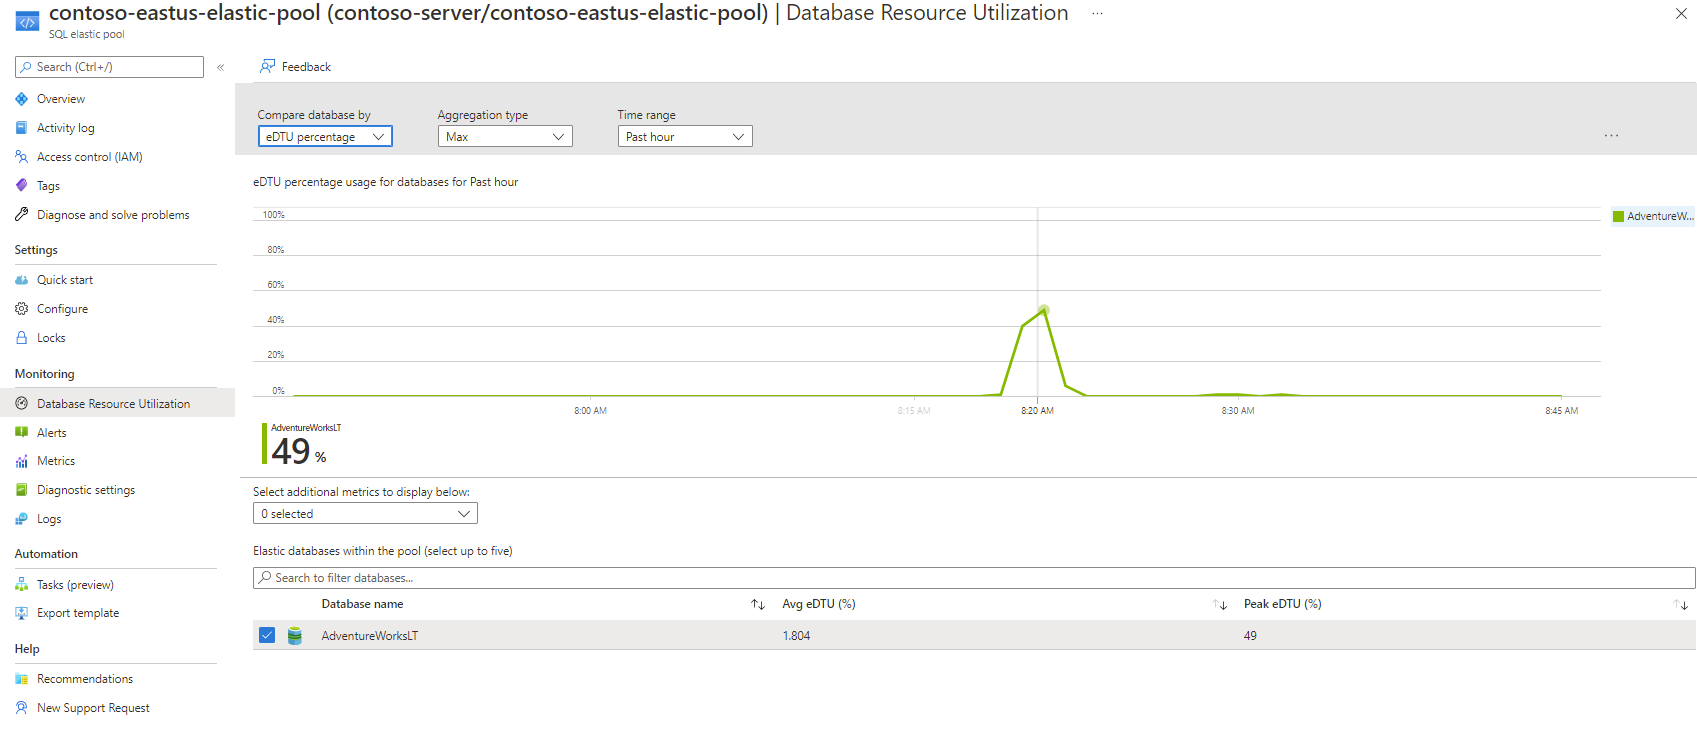 contoso-eastus-elastic-pool (contoso-server/contoso-eastus-elastic-pool) | Database Resource Utilization ...
SQL elastic pool
Search (Ctrl+/)
«
Overview
Activity log
Access control (IAM)
Tags
Diagnose and solve problems
Settings
Quick start
Configure
Locks
Monitoring
Database Resource Utilization
Alerts
Metrics
Diagnostic settings
Logs
Automation
Tasks (preview)
Export template
Help
Recommendations
New Support Request
Feedback
Compare database by
eDTU percentage
Aggregation type
Max
Time range
Past hour
...
eDTU percentage usage for databases for Past hour
100%
80%
60%
40%
20%
0%
8:00 AM 8:15 AM 8:20 AM 8:30 AM 8:45 AM
AdventureW...
AdventureWorksLT
49 %
Select additional metrics to display below:
0 selected
Elastic databases within the pool (select up to five)
Search to filter databases...
Database name Avg eDTU (%) Peak eDTU (%)
AdventureWorksLT 1.804 49